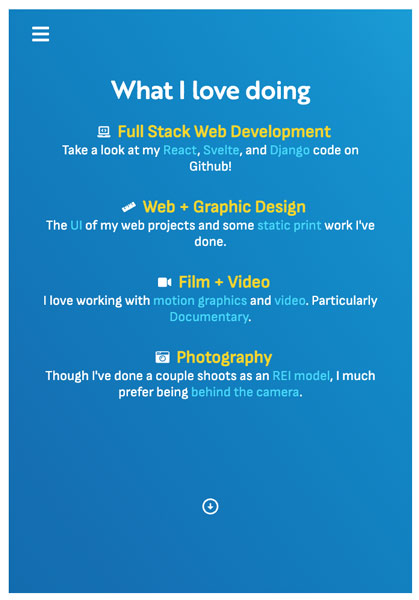 What I love doing
Full Stack Web Development
Take a look at my React, Svelte, and Django code on
Github!
Web + Graphic Design
The UI of my web projects and some static print work I've
done.
Film + Video
I love working with motion graphics and video. Particularly
Documentary.
Photography
Though I've done a couple shoots as an REI model, I much
prefer being behind the camera.